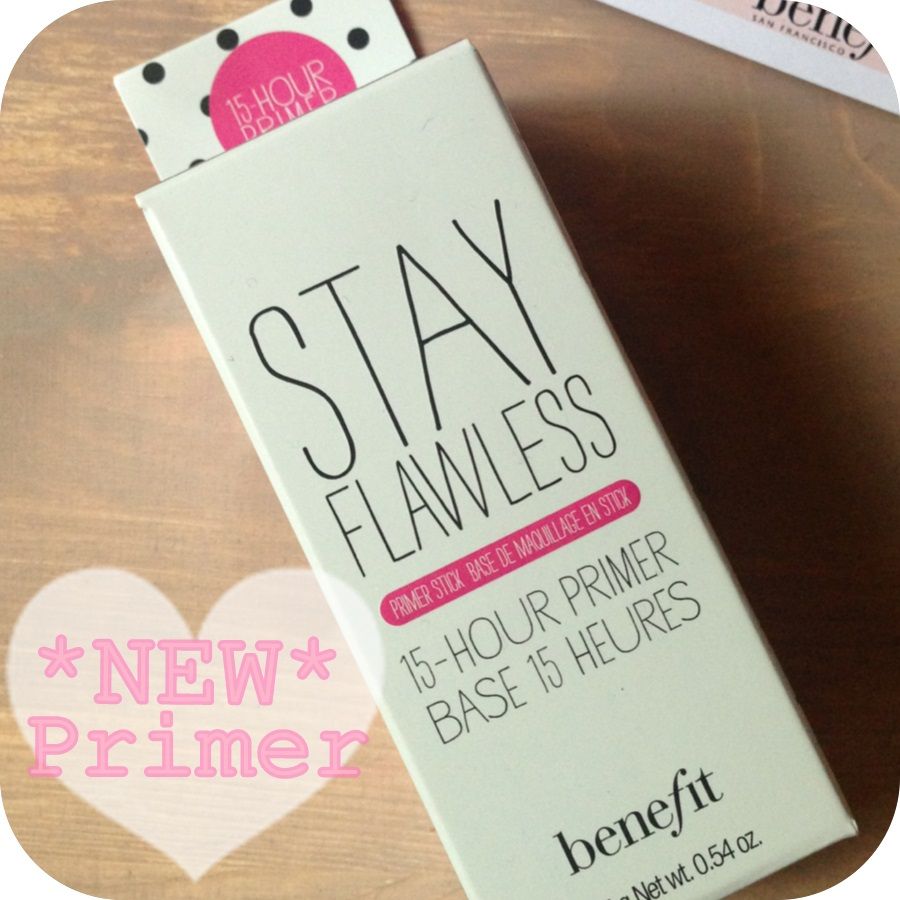 benef
SAN FRANCISCO
15-HOUR
PRIMER
STAY
FLAWLESS
PRIMER STICK BASE DE MAQUILLAGE EN STICK
15-HOUR PRIMER
BASE 15 HEURES
benefit
g Net wt. 0.54 oz.
*NEW*
Primer